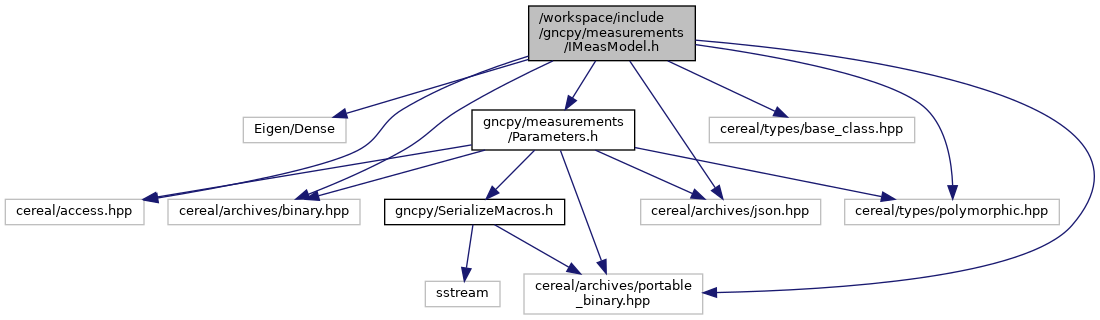 /workspace/include
/gncpy/measurements
/IMeasModel.h
Eigen/Dense
gncpy/measurements
/Parameters.h
cereal/types/base_class.hpp
cereal/access.hpp
cereal/archives/binary.hpp
gncpy/SerializeMacros.h
cereal/archives/json.hpp
cereal/types/polymorphic.hpp
sstream
cereal/archives/portable
_binary.hpp